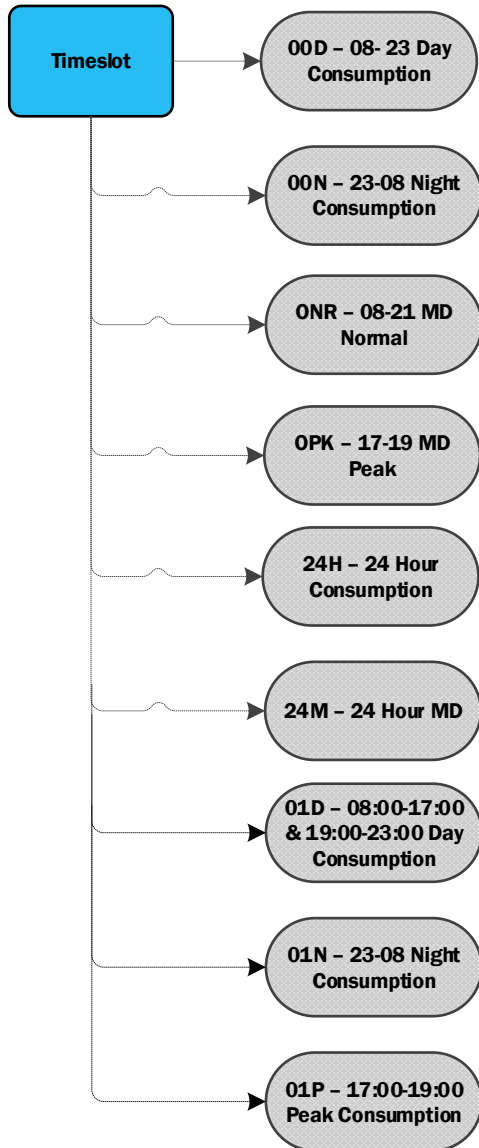 Timeslot
00D – 08- 23 Day
Consumption
00N – 23-08 Night
Consumption
0NR – 08-21 MD
Normal
0PK – 17-19 MD
Peak
24H – 24 Hour
Consumption
24M – 24 Hour MD
01D – 08:00-17:00
& 19:00-23:00 Day
Consumption
01N – 23-08 Night
Consumption
01P – 17:00-19:00
Peak Consumption